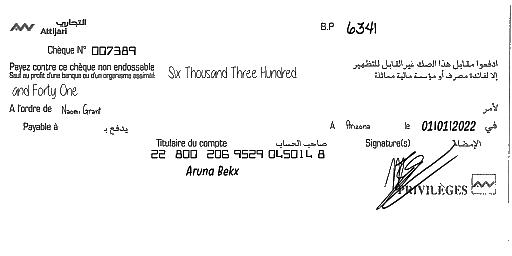 التجاري
Attijari
B.P 6341
Chèque N° 007389
Payez contre ce chèque non endossable
ادفعوا مقابل هذا الصك غير القابل للتظهير
Sauf au profit d'une banque ou d'un organisme assimilé
إلا لفائدة مصرف أو مؤسسة مالية مماثلة
Six Thousand Three Hundred
and Forty One
A l'ordre de Naomi Grant
لأمر
Payable à
يدفع بـ
A Arizona le 01/01/2022 في
Titulaire du compte صاحب الحساب
Signature(s) الإمضاء
22 800 206 9529 045014 8
Aruna Bekx
PRIVILÈGES